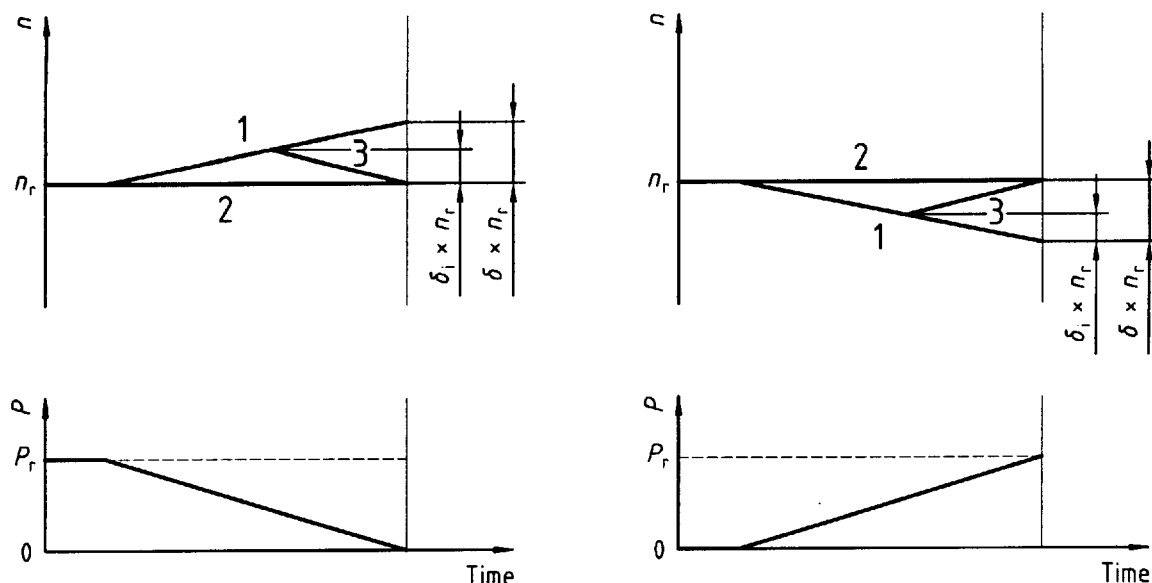 n
1
3
n_r
2
δ_i × n_r
δ × n_r
P
P_r
0
Time
n
2
n_r
3
1
δ_i × n_r
δ × n_r
P
P_r
0
Time